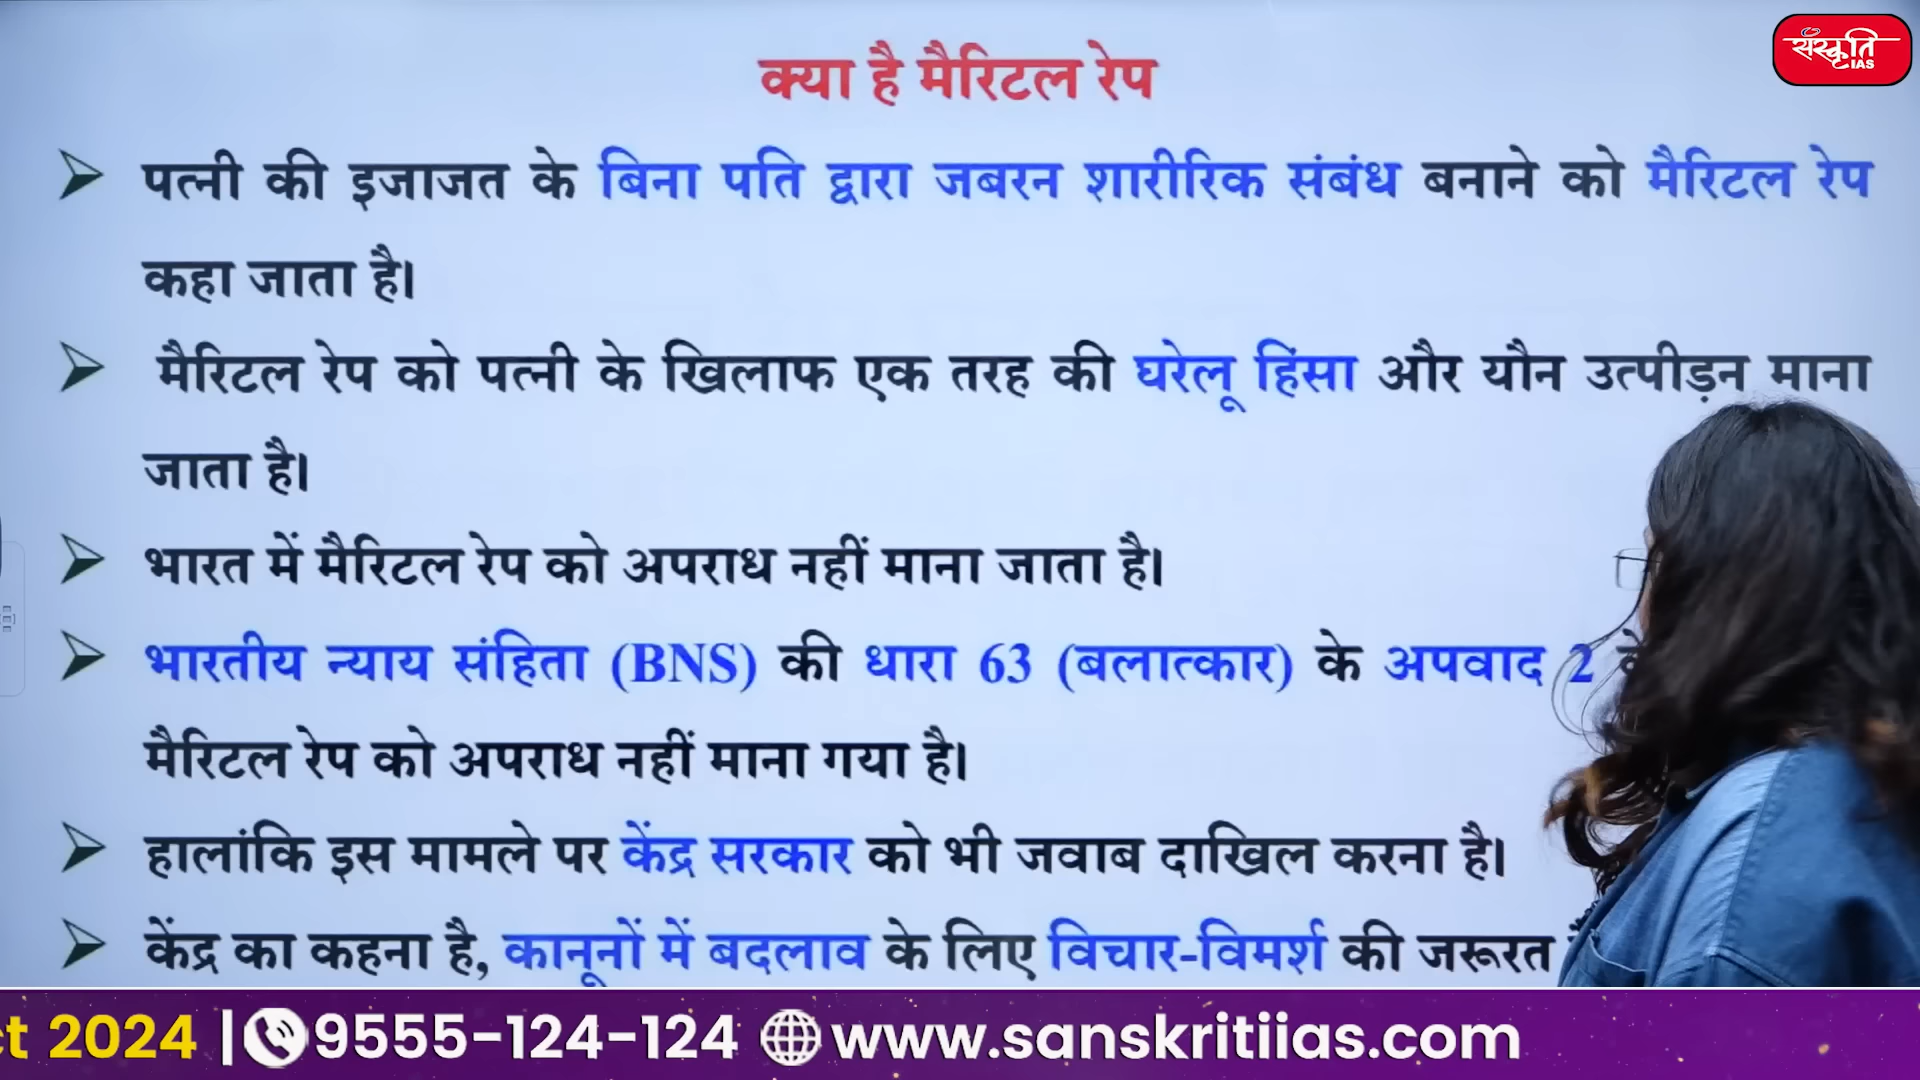 संस्कृति
IAS
क्या है मैरिटल रेप
पत्नी की इजाजत के बिना पति द्वारा जबरन शारीरिक संबंध बनाने को मैरिटल रेप
कहा जाता है।
मैरिटल रेप को पत्नी के खिलाफ एक तरह की घरेलू हिंसा और यौन उत्पीड़न माना
जाता है।
भारत में मैरिटल रेप को अपराध नहीं माना जाता है।
भारतीय न्याय संहिता (BNS) की धारा 63 (बलात्कार) के अपवाद 2
मैरिटल रेप को अपराध नहीं माना गया है।
हालांकि इस मामले पर केंद्र सरकार को भी जवाब दाखिल करना है।
केंद्र का कहना है, कानूनों में बदलाव के लिए विचार-विमर्श की जरूरत
2024 | 9555-124-124 www.sanskritiias.com